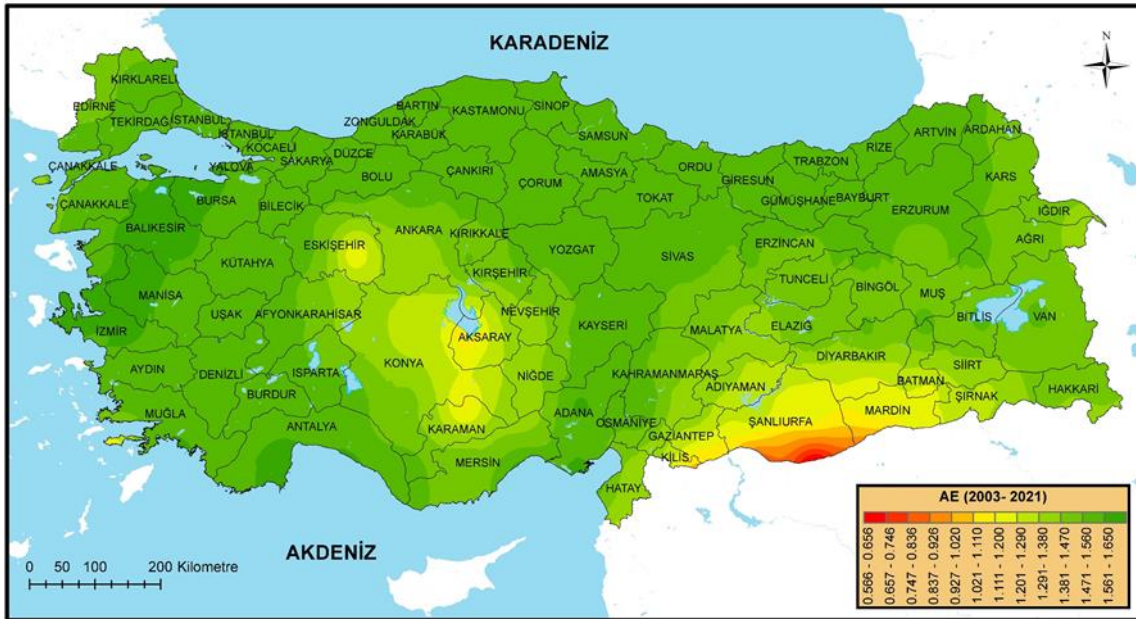 KARADENİZ
N
KIRKLARELİ
EDİRNE
TEKİRDAĞ
İSTANBUL
İSTANBUL
KOCAELİ
YALOVA
SAKARYA
DÜZCE
ZONGULDAK
BARTIN
KARABÜK
KASTAMONU
SİNOP
SAMSUN
ORDU
GİRESUN
TRABZON
RİZE
ARTVİN
ARDAHAN
KARS
IĞDIR
AĞRI
ÇANAKKALE
ÇANAKKALE
BALIKESİR
BURSA
BİLECİK
BOLU
ÇANKIRI
ÇORUM
AMASYA
TOKAT
GÜMÜŞHANE
BAYBURT
ERZURUM
ERZİNCAN
ESKİŞEHİR
ANKARA
KIRIKKALE
YOZGAT
SİVAS
KÜTAHYA
KIRŞEHİR
TUNCELİ
BİNGÖL
MUŞ
BİTLİS
VAN
MANİSA
UŞAK
AFYONKARAHİSAR
NEVŞEHİR
KAYSERİ
MALATYA
ELAZIĞ
İZMİR
AKSARAY
KONYA
NİĞDE
DİYARBAKIR
AYDIN
DENİZLİ
ISPARTA
BURDUR
KAHRAMANMARAŞ
ADIYAMAN
BATMAN
SİİRT
ŞIRNAK
HAKKARİ
MUĞLA
ANTALYA
KARAMAN
ADANA
OSMANİYE
GAZİANTEP
ŞANLIURFA
MARDİN
MERSİN
KİLİS
HATAY
AKDENİZ
0 50 100 200 Kilometre
AE (2003- 2021)
0.566 - 0.656
0.657 - 0.746
0.747 - 0.836
0.837 - 0.926
0.927 - 1.020
1.021 - 1.110
1.111 - 1.200
1.201 - 1.290
1.291- 1.380
1.381 - 1.470
1.471 - 1.560
1.561 - 1.650